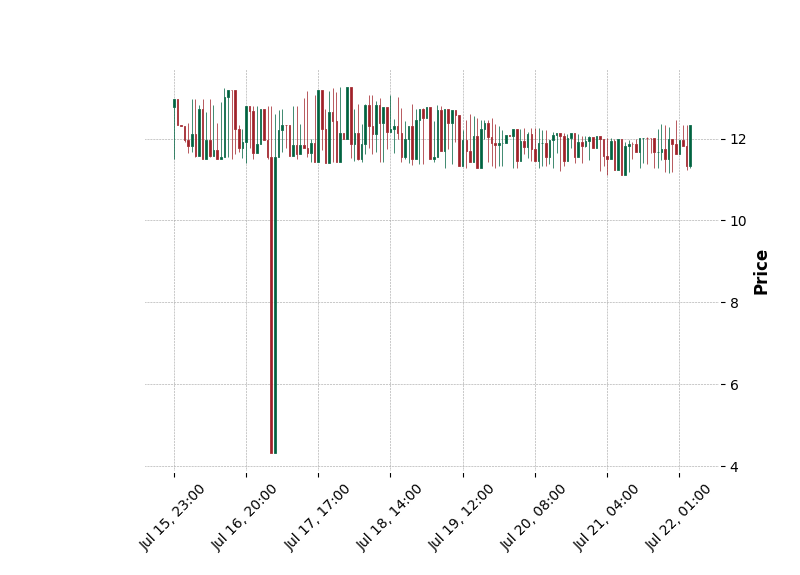 12
10
8
6
4
Price
Jul 15, 23:00
Jul 16, 20:00
Jul 17, 17:00
Jul 18, 14:00
Jul 19, 12:00
Jul 20, 08:00
Jul 21, 04:00
Jul 22, 01:00